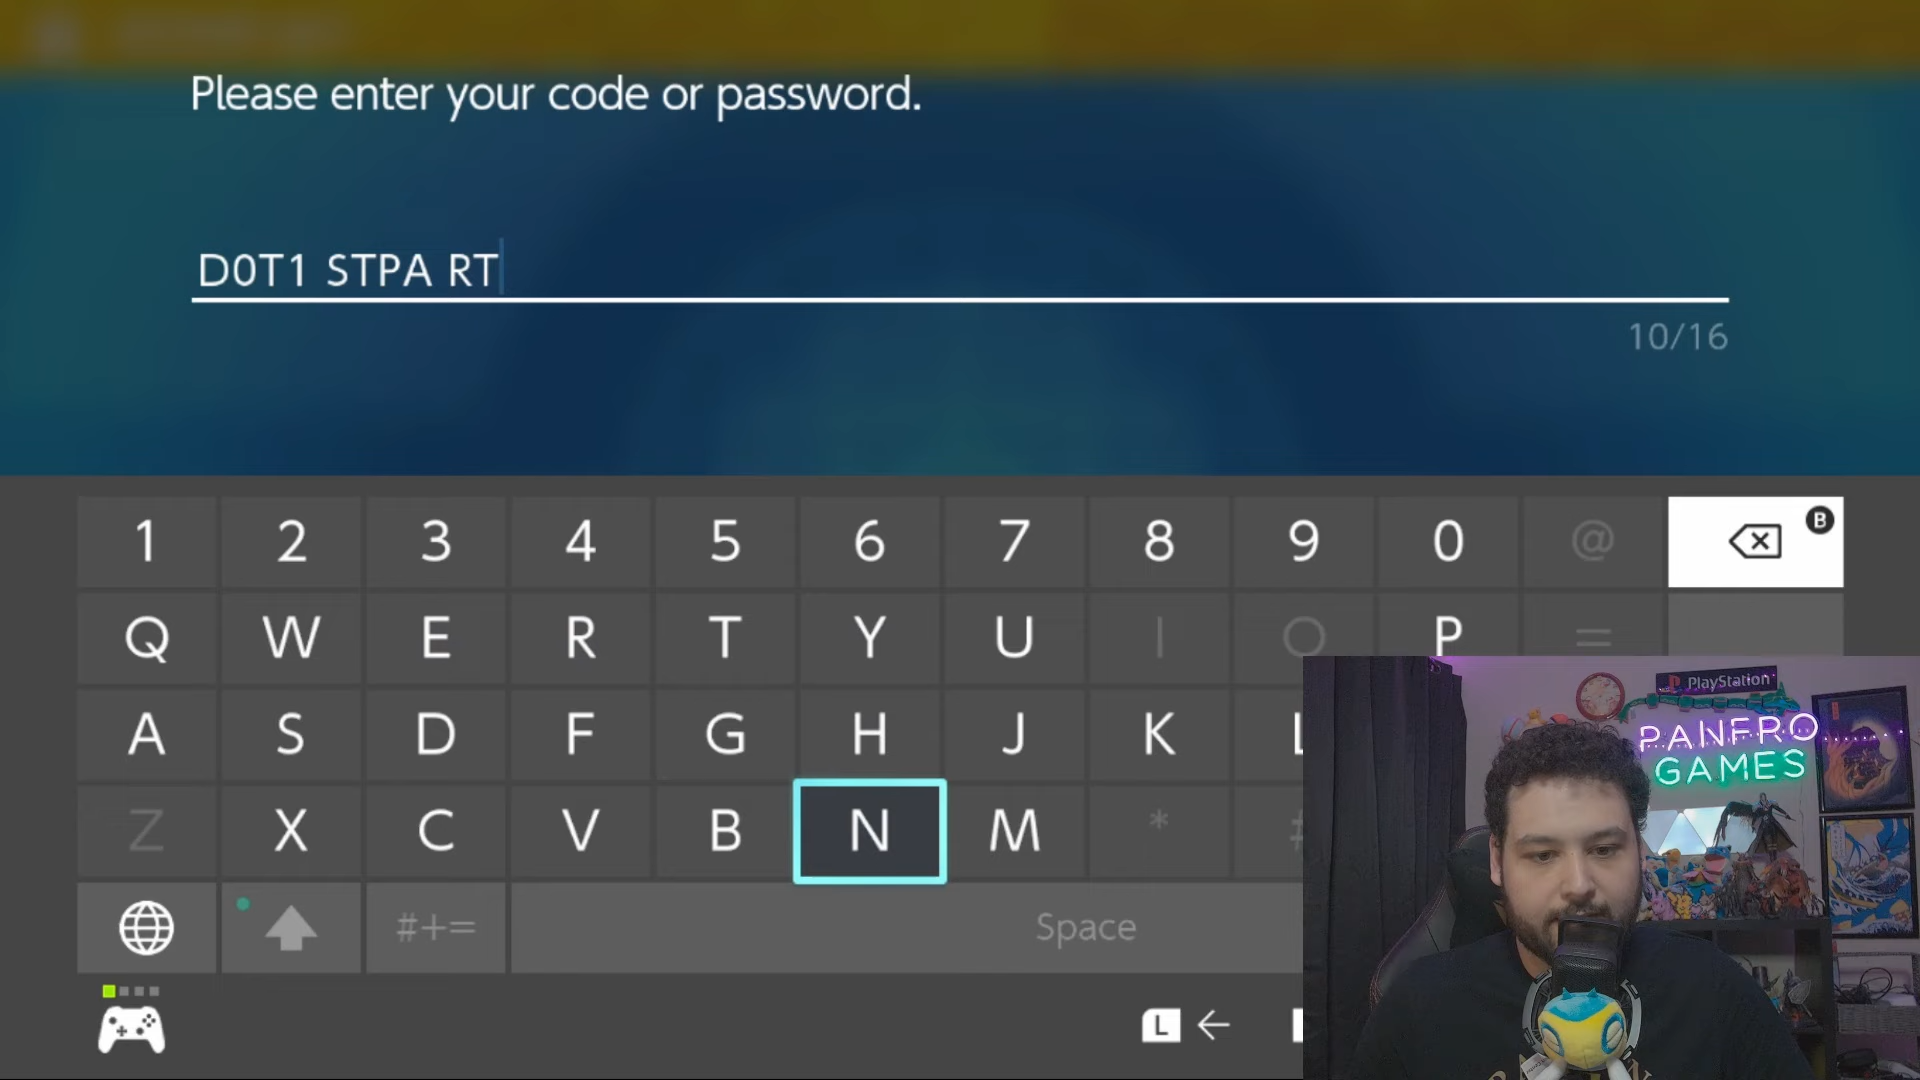 Please enter your code or password.
D0T1 STPA RT
10/16
1 2 3 4 5 6 7 8 9 0 @ B
Q W E R T Y U I O P =
A S D F G H J K L
Z X C V B N M * #
#+= Space
L ←
PlayStation
PANFRO
GAMES